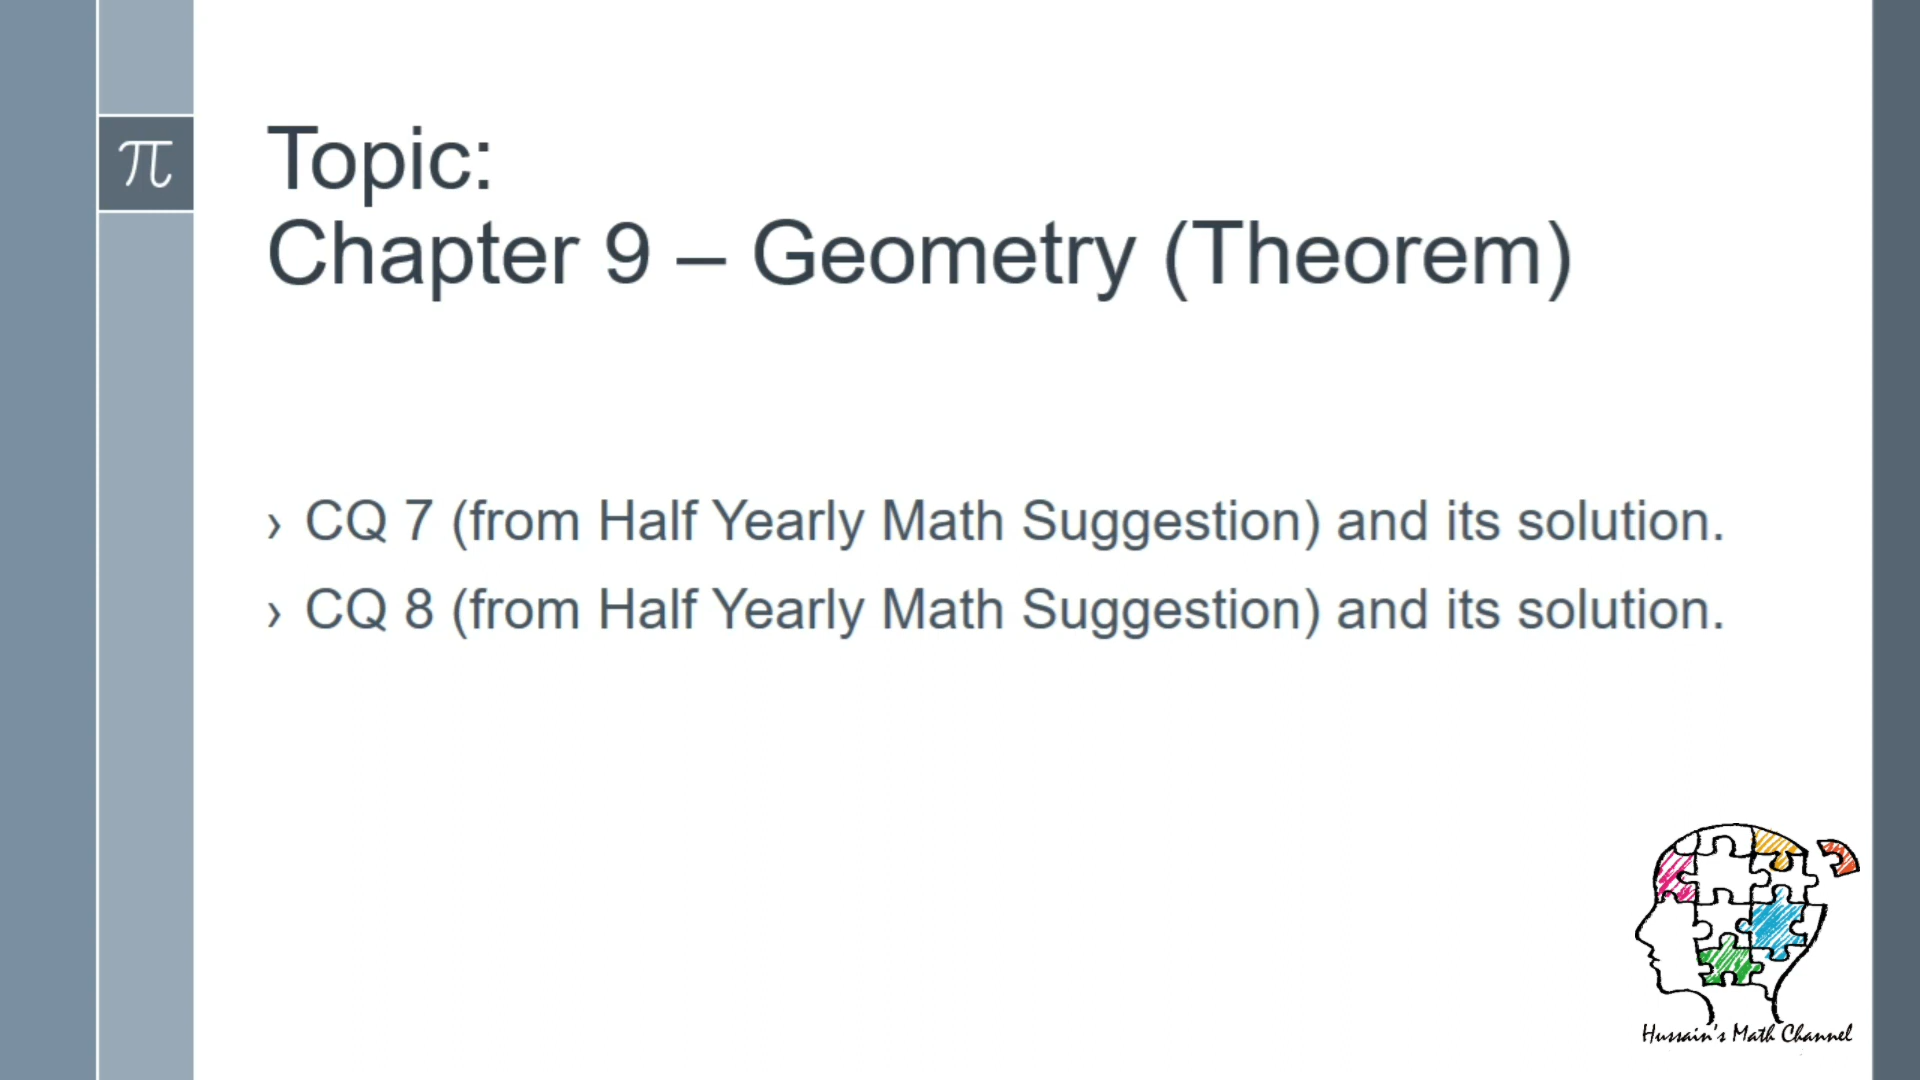 π
Topic:
Chapter 9 – Geometry (Theorem)
› CQ 7 (from Half Yearly Math Suggestion) and its solution.
› CQ 8 (from Half Yearly Math Suggestion) and its solution.
Hussain's Math Channel